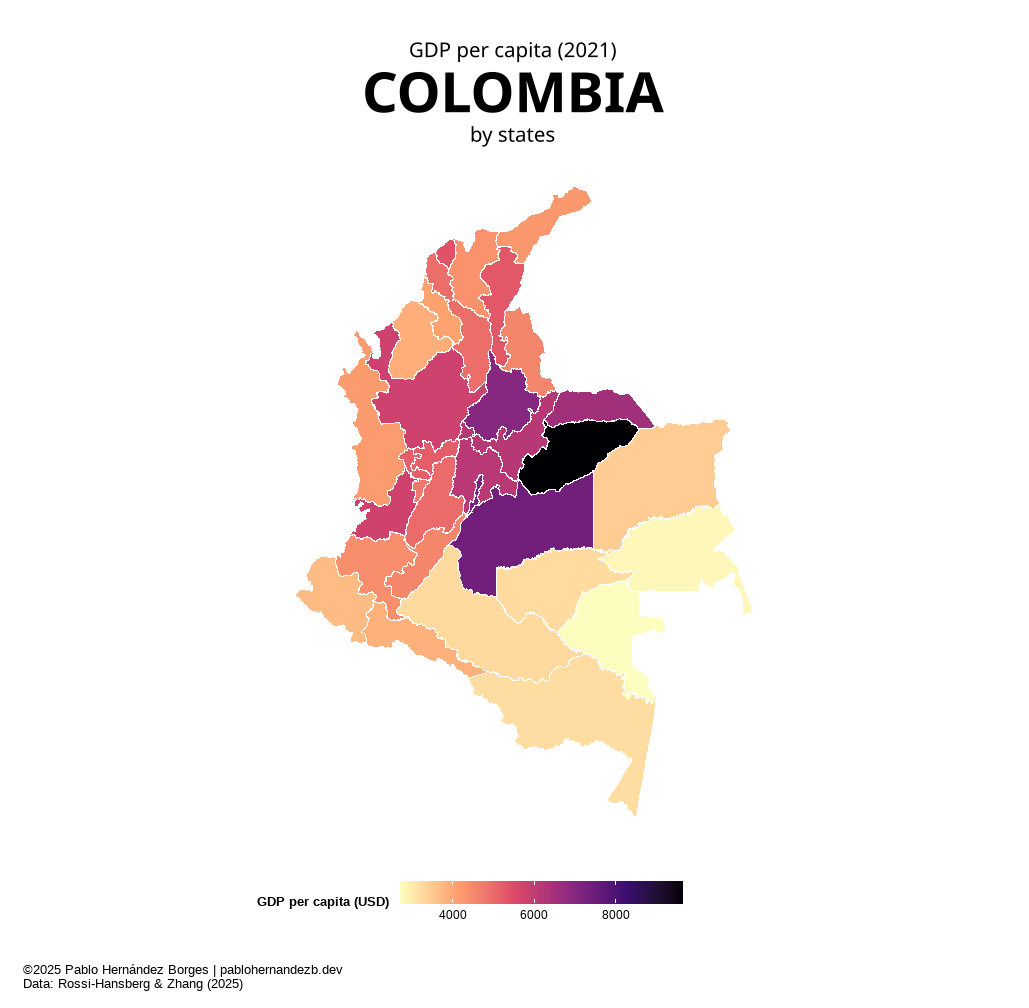 GDP per capita (2021)
COLOMBIA
by states
GDP per capita (USD)
4000 6000 8000
©2025 Pablo Hernández Borges | pablohernandezb.dev
Data: Rossi-Hansberg & Zhang (2025)